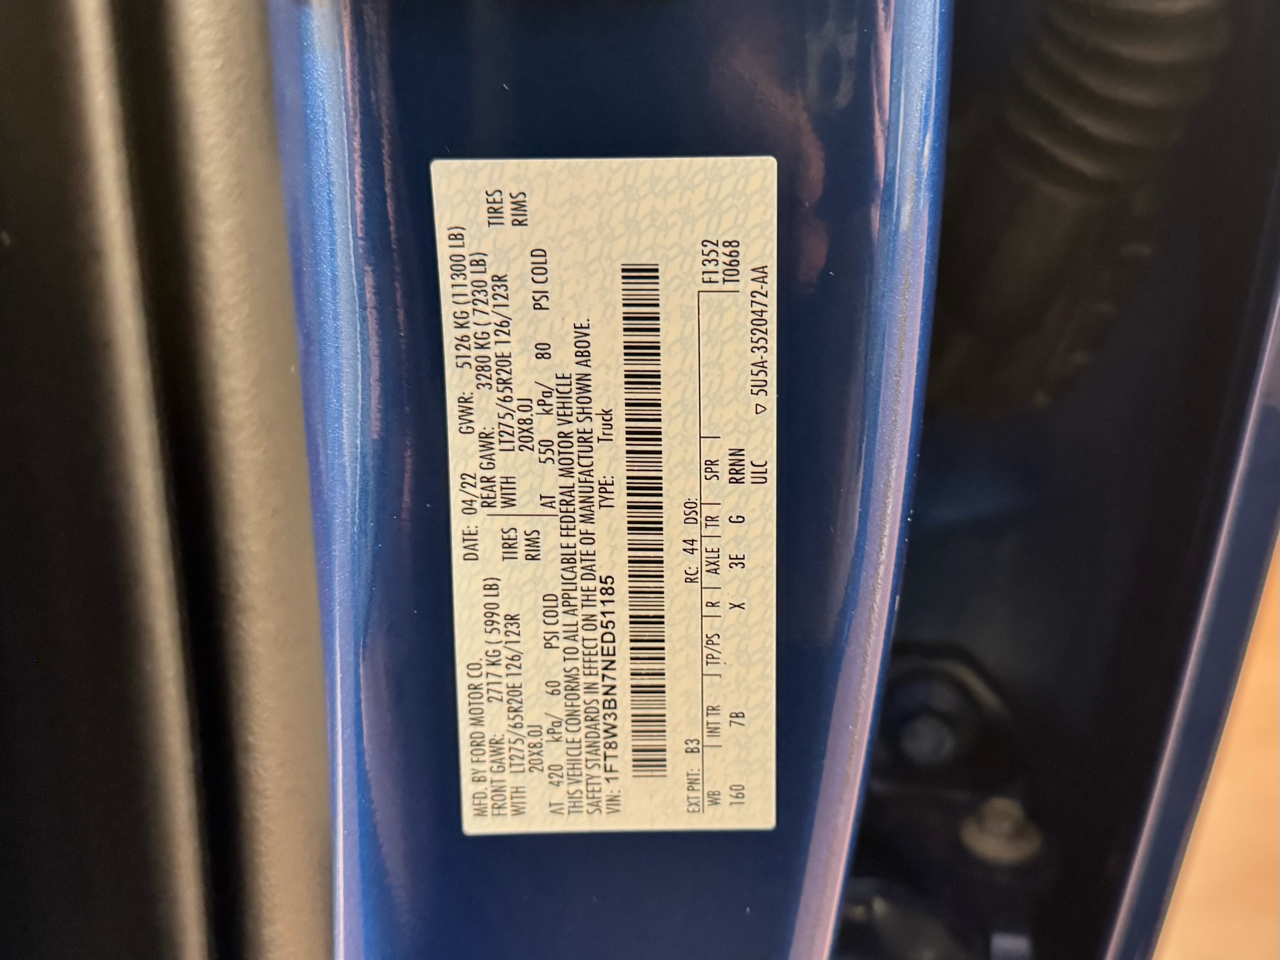 MFD. BY FORD MOTOR CO.
DATE: 04/22 GVWR: 5126 KG (11300 LB)
FRONT GAWR: 2717 KG ( 5990 LB)
REAR GAWR: 3280 KG ( 7230 LB)
WITH LT275/65R20E 126/123R TIRES
WITH LT275/65R20E 126/123R TIRES
20X8.0J RIMS
20X8.0J RIMS
AT 420 kPa/ 60 PSI COLD
AT 550 kPa/ 80 PSI COLD
THIS VEHICLE CONFORMS TO ALL APPLICABLE FEDERAL MOTOR VEHICLE
SAFETY STANDARDS IN EFFECT ON THE DATE OF MANUFACTURE SHOWN ABOVE.
VIN: 1FT8W3BN7NED51185 TYPE: Truck
EXT PNT: B3 RC: 44 DSO:
WB | INT TR | TP/PS | R | AXLE | TR | SPR | F1352
160 7B X 3E G RRNN T0668
ULC ▽ 5U5A-3520472-AA